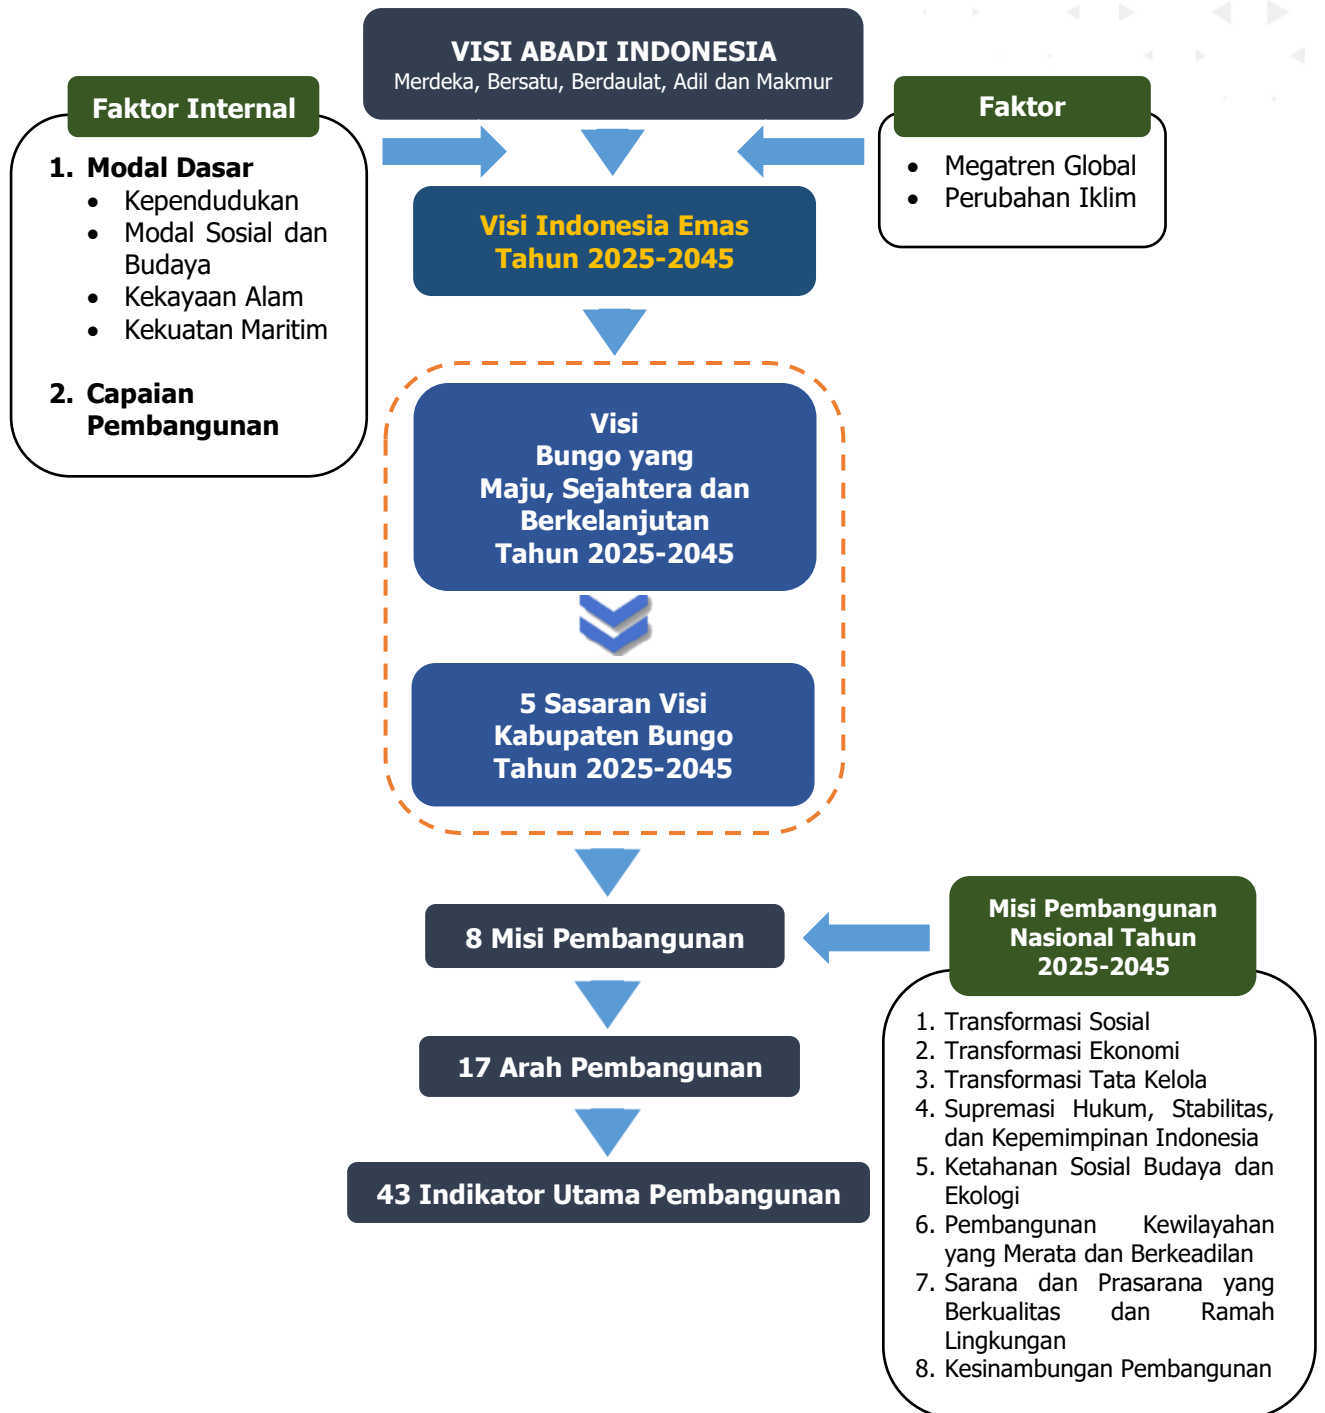 VISI ABADI INDONESIA
Merdeka, Bersatu, Berdaulat, Adil dan Makmur
Faktor Internal
1. Modal Dasar
• Kependudukan
• Modal Sosial dan
Budaya
• Kekayaan Alam
• Kekuatan Maritim
2. Capaian
Pembangunan
Faktor
• Megatren Global
• Perubahan Iklim
Visi Indonesia Emas
Tahun 2025-2045
Visi
Bungo yang
Maju, Sejahtera dan
Berkelanjutan
Tahun 2025-2045
5 Sasaran Visi
Kabupaten Bungo
Tahun 2025-2045
8 Misi Pembangunan
17 Arah Pembangunan
43 Indikator Utama Pembangunan
Misi Pembangunan
Nasional Tahun
2025-2045
1. Transformasi Sosial
2. Transformasi Ekonomi
3. Transformasi Tata Kelola
4. Supremasi Hukum, Stabilitas,
dan Kepemimpinan Indonesia
5. Ketahanan Sosial Budaya dan
Ekologi
6. Pembangunan Kewilayahan
yang Merata dan Berkeadilan
7. Sarana dan Prasarana yang
Berkualitas dan Ramah
Lingkungan
8. Kesinambungan Pembangunan